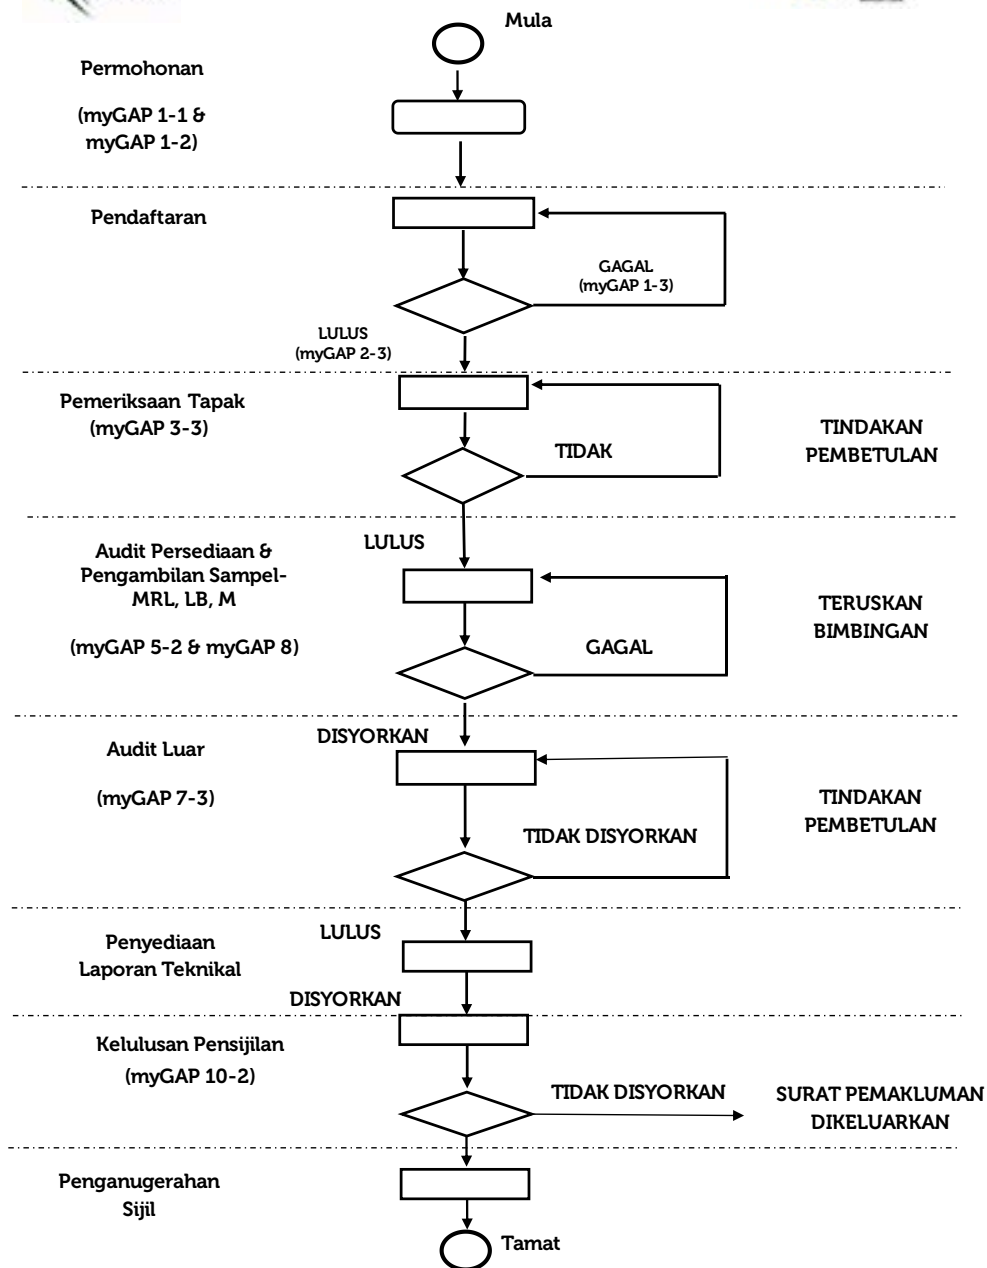 Mula
Permohonan
(myGAP 1-1 &
myGAP 1-2)
Pendaftaran
GAGAL
(myGAP 1-3)
LULUS
(myGAP 2-3)
Pemeriksaan Tapak
(myGAP 3-3)
TIDAK
TINDAKAN
PEMBETULAN
LULUS
Audit Persediaan &
Pengambilan Sampel-
MRL, LB, M
(myGAP 5-2 & myGAP 8)
GAGAL
TERUSKAN
BIMBINGAN
DISYORKAN
Audit Luar
(myGAP 7-3)
TIDAK DISYORKAN
TINDAKAN
PEMBETULAN
LULUS
Penyediaan
Laporan Teknikal
DISYORKAN
Kelulusan Pensijilan
(myGAP 10-2)
TIDAK DISYORKAN
SURAT PEMAKLUMAN
DIKELUARKAN
Penganugerahan
Sijil
Tamat